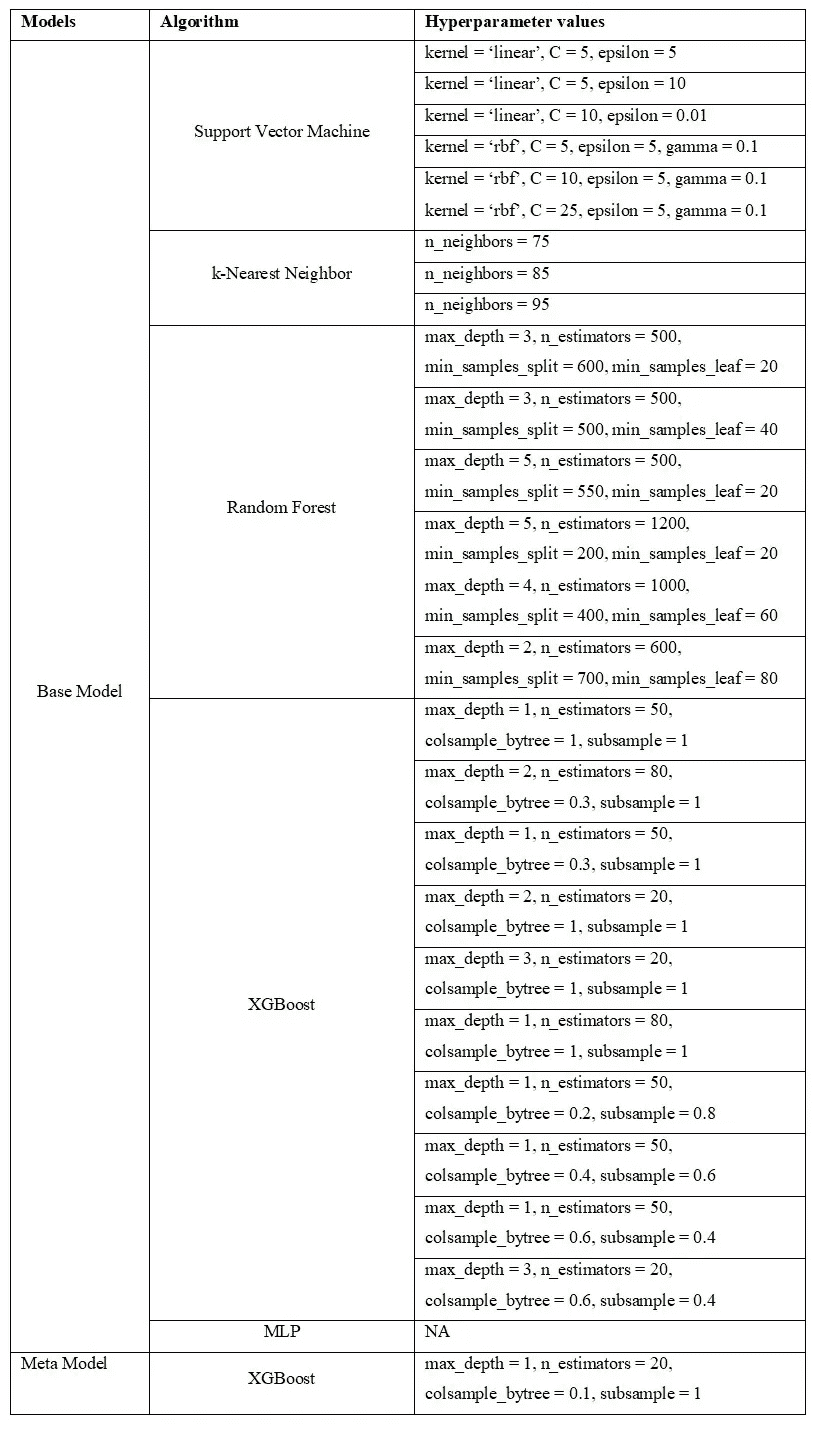 Models Algorithm Hyperparameter values
Base Model
Support Vector Machine
kernel = ‘linear’, C = 5, epsilon = 5
kernel = ‘linear’, C = 5, epsilon = 10
kernel = ‘linear’, C = 10, epsilon = 0.01
kernel = ‘rbf’, C = 5, epsilon = 5, gamma = 0.1
kernel = ‘rbf’, C = 10, epsilon = 5, gamma = 0.1
kernel = ‘rbf’, C = 25, epsilon = 5, gamma = 0.1
k-Nearest Neighbor
n_neighbors = 75
n_neighbors = 85
n_neighbors = 95
Random Forest
max_depth = 3, n_estimators = 500,
min_samples_split = 600, min_samples_leaf = 20
max_depth = 3, n_estimators = 500,
min_samples_split = 500, min_samples_leaf = 40
max_depth = 5, n_estimators = 500,
min_samples_split = 550, min_samples_leaf = 20
max_depth = 5, n_estimators = 1200,
min_samples_split = 200, min_samples_leaf = 20
max_depth = 4, n_estimators = 1000,
min_samples_split = 400, min_samples_leaf = 60
max_depth = 2, n_estimators = 600,
min_samples_split = 700, min_samples_leaf = 80
XGBoost
max_depth = 1, n_estimators = 50,
colsample_bytree = 1, subsample = 1
max_depth = 2, n_estimators = 80,
colsample_bytree = 0.3, subsample = 1
max_depth = 1, n_estimators = 50,
colsample_bytree = 0.3, subsample = 1
max_depth = 2, n_estimators = 20,
colsample_bytree = 1, subsample = 1
max_depth = 3, n_estimators = 20,
colsample_bytree = 1, subsample = 1
max_depth = 1, n_estimators = 80,
colsample_bytree = 1, subsample = 1
max_depth = 1, n_estimators = 50,
colsample_bytree = 0.2, subsample = 0.8
max_depth = 1, n_estimators = 50,
colsample_bytree = 0.4, subsample = 0.6
max_depth = 1, n_estimators = 50,
colsample_bytree = 0.6, subsample = 0.4
max_depth = 3, n_estimators = 20,
colsample_bytree = 0.6, subsample = 0.4
MLP NA
Meta Model
XGBoost
max_depth = 1, n_estimators = 20,
colsample_bytree = 0.1, subsample = 1